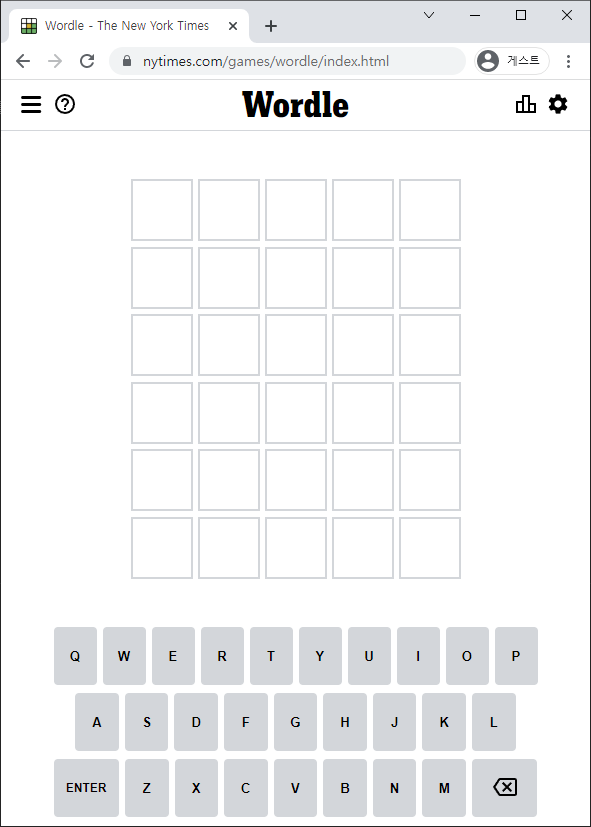 Wordle - The New York Times
nytimes.com/games/wordle/index.html
게스트
Wordle
Q W E R T Y U I O P
A S D F G H J K L
ENTER Z X C V B N M